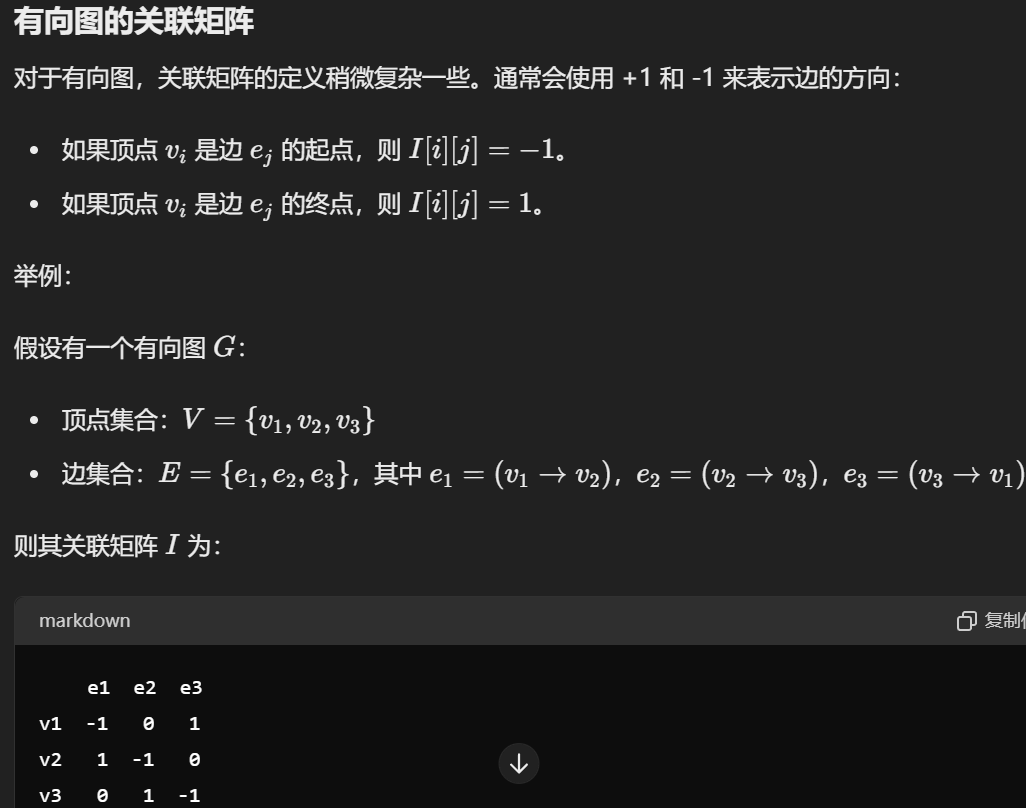 有向图的关联矩阵
对于有向图，关联矩阵的定义稍微复杂一些。通常会使用 +1 和 -1 来表示边的方向：
• 如果顶点 v_i 是边 e_j 的起点，则 I[i][j] = −1。
• 如果顶点 v_i 是边 e_j 的终点，则 I[i][j] = 1。
举例：
假设有一个有向图 G：
• 顶点集合：V = {v_1, v_2, v_3}
• 边集合：E = {e_1, e_2, e_3}，其中 e_1 = (v_1 → v_2)，e_2 = (v_2 → v_3)，e_3 = (v_3 → v_1)
则其关联矩阵 I 为：
markdown 复制
e1 e2 e3
v1 -1 0 1
v2 1 -1 0
v3 0 1 -1